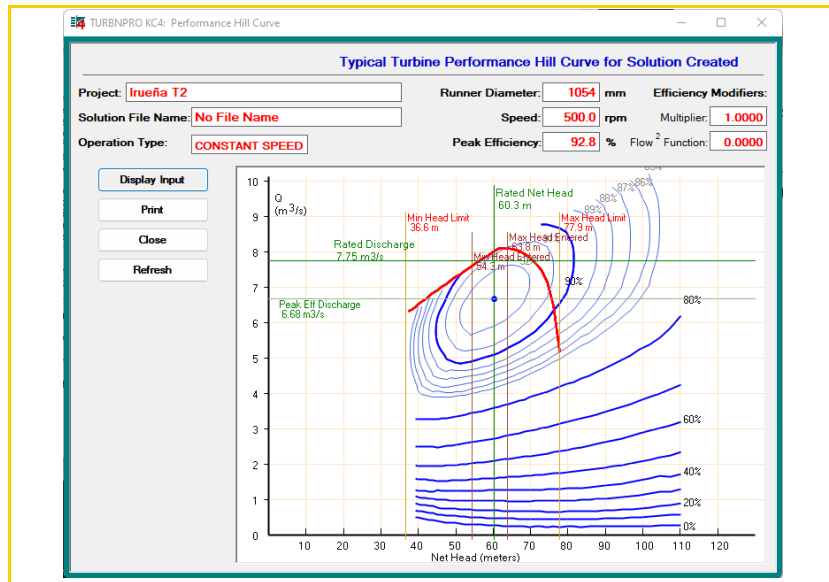 TURBNPRO KC4: Performance Hill Curve
Typical Turbine Performance Hill Curve for Solution Created
Project: Irueña T2
Runner Diameter: 1054 mm
Efficiency Modifiers:
Solution File Name: No File Name
Speed: 500.0 rpm
Multiplier: 1.0000
Operation Type: CONSTANT SPEED
Peak Efficiency: 92.8 %
Flow 2 Function: 0.0000
Display Input
Print
Close
Refresh
Q
(m3/s)
10
9
8
7
6
5
4
3
2
1
0
Rated Net Head
60.3 m
Min Head Limit
36.6 m
Max Head Limit
77.9 m
Rated Discharge
7.75 m3/s
Max Head Entered
63.8 m
Min Head Entered
54.3 m
Peak Eff Discharge
6.68 m3/s
86%
87%
88%
89%
90%
80%
60%
40%
20%
0%
10 20 30 40 50 60 70 80 90 100 110 120
Net Head (meters)